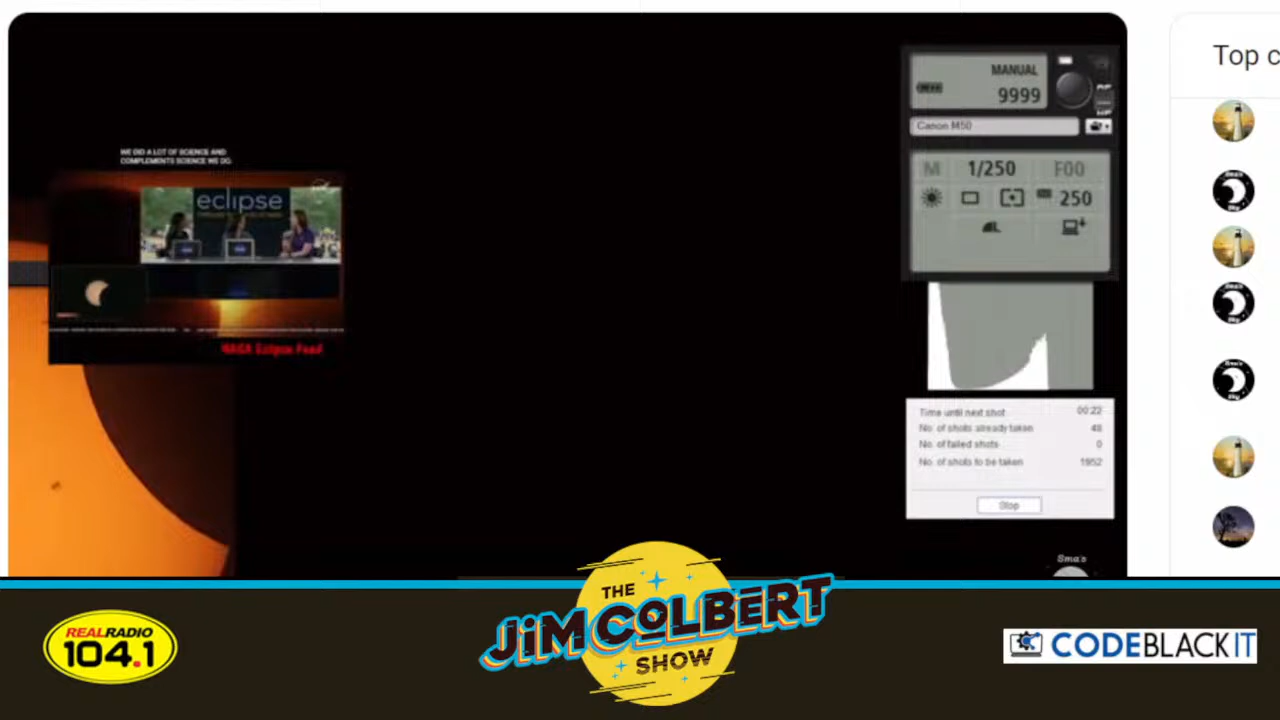 Top c
MANUAL
9999
Canon M50
WE DID A LOT OF SCIENCE AND
COMPLEMENTS SCIENCE WE DO.
M 1/250 F00
eclipse
250
NASA Eclipse Feed
Time until next shot 00:22
No. of shots already taken 48
No. of failed shots 0
No. of shots to be taken 1952
Stop
Sma's
THE
JIM COLBERT
SHOW
REALRADIO
104.1
CODEBLACKIT